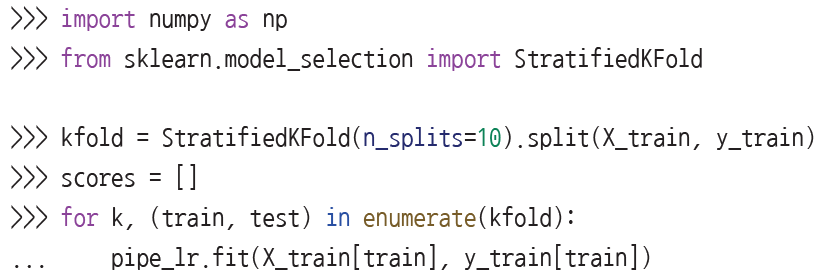 >>> import numpy as np
>>> from sklearn.model_selection import StratifiedKFold
>>> kfold = StratifiedKFold(n_splits=10).split(X_train, y_train)
>>> scores = []
>>> for k, (train, test) in enumerate(kfold):
...     pipe_lr.fit(X_train[train], y_train[train])